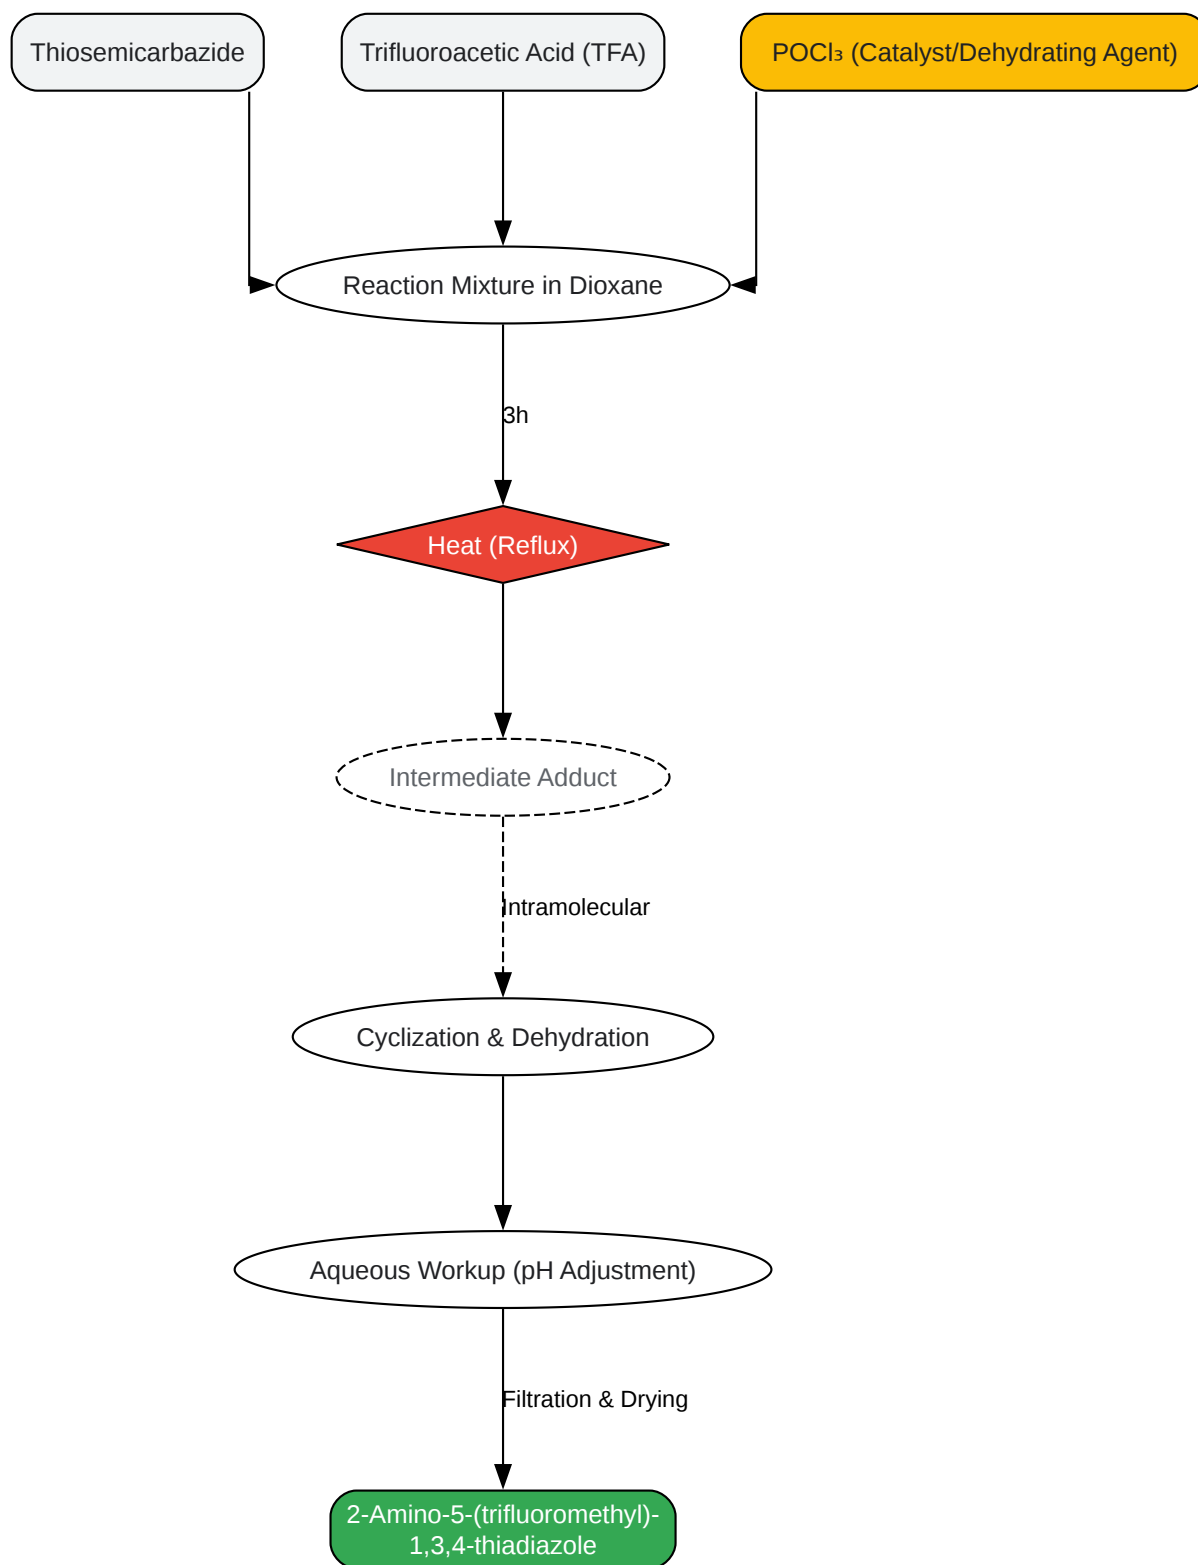 Thiosemicarbazide
Trifluoroacetic Acid (TFA)
POCl₃ (Catalyst/Dehydrating Agent)
Reaction Mixture in Dioxane
3h
Heat (Reflux)
Intermediate Adduct
Intramolecular
Cyclization & Dehydration
Aqueous Workup (pH Adjustment)
Filtration & Drying
2-Amino-5-(trifluoromethyl)-
1,3,4-thiadiazole